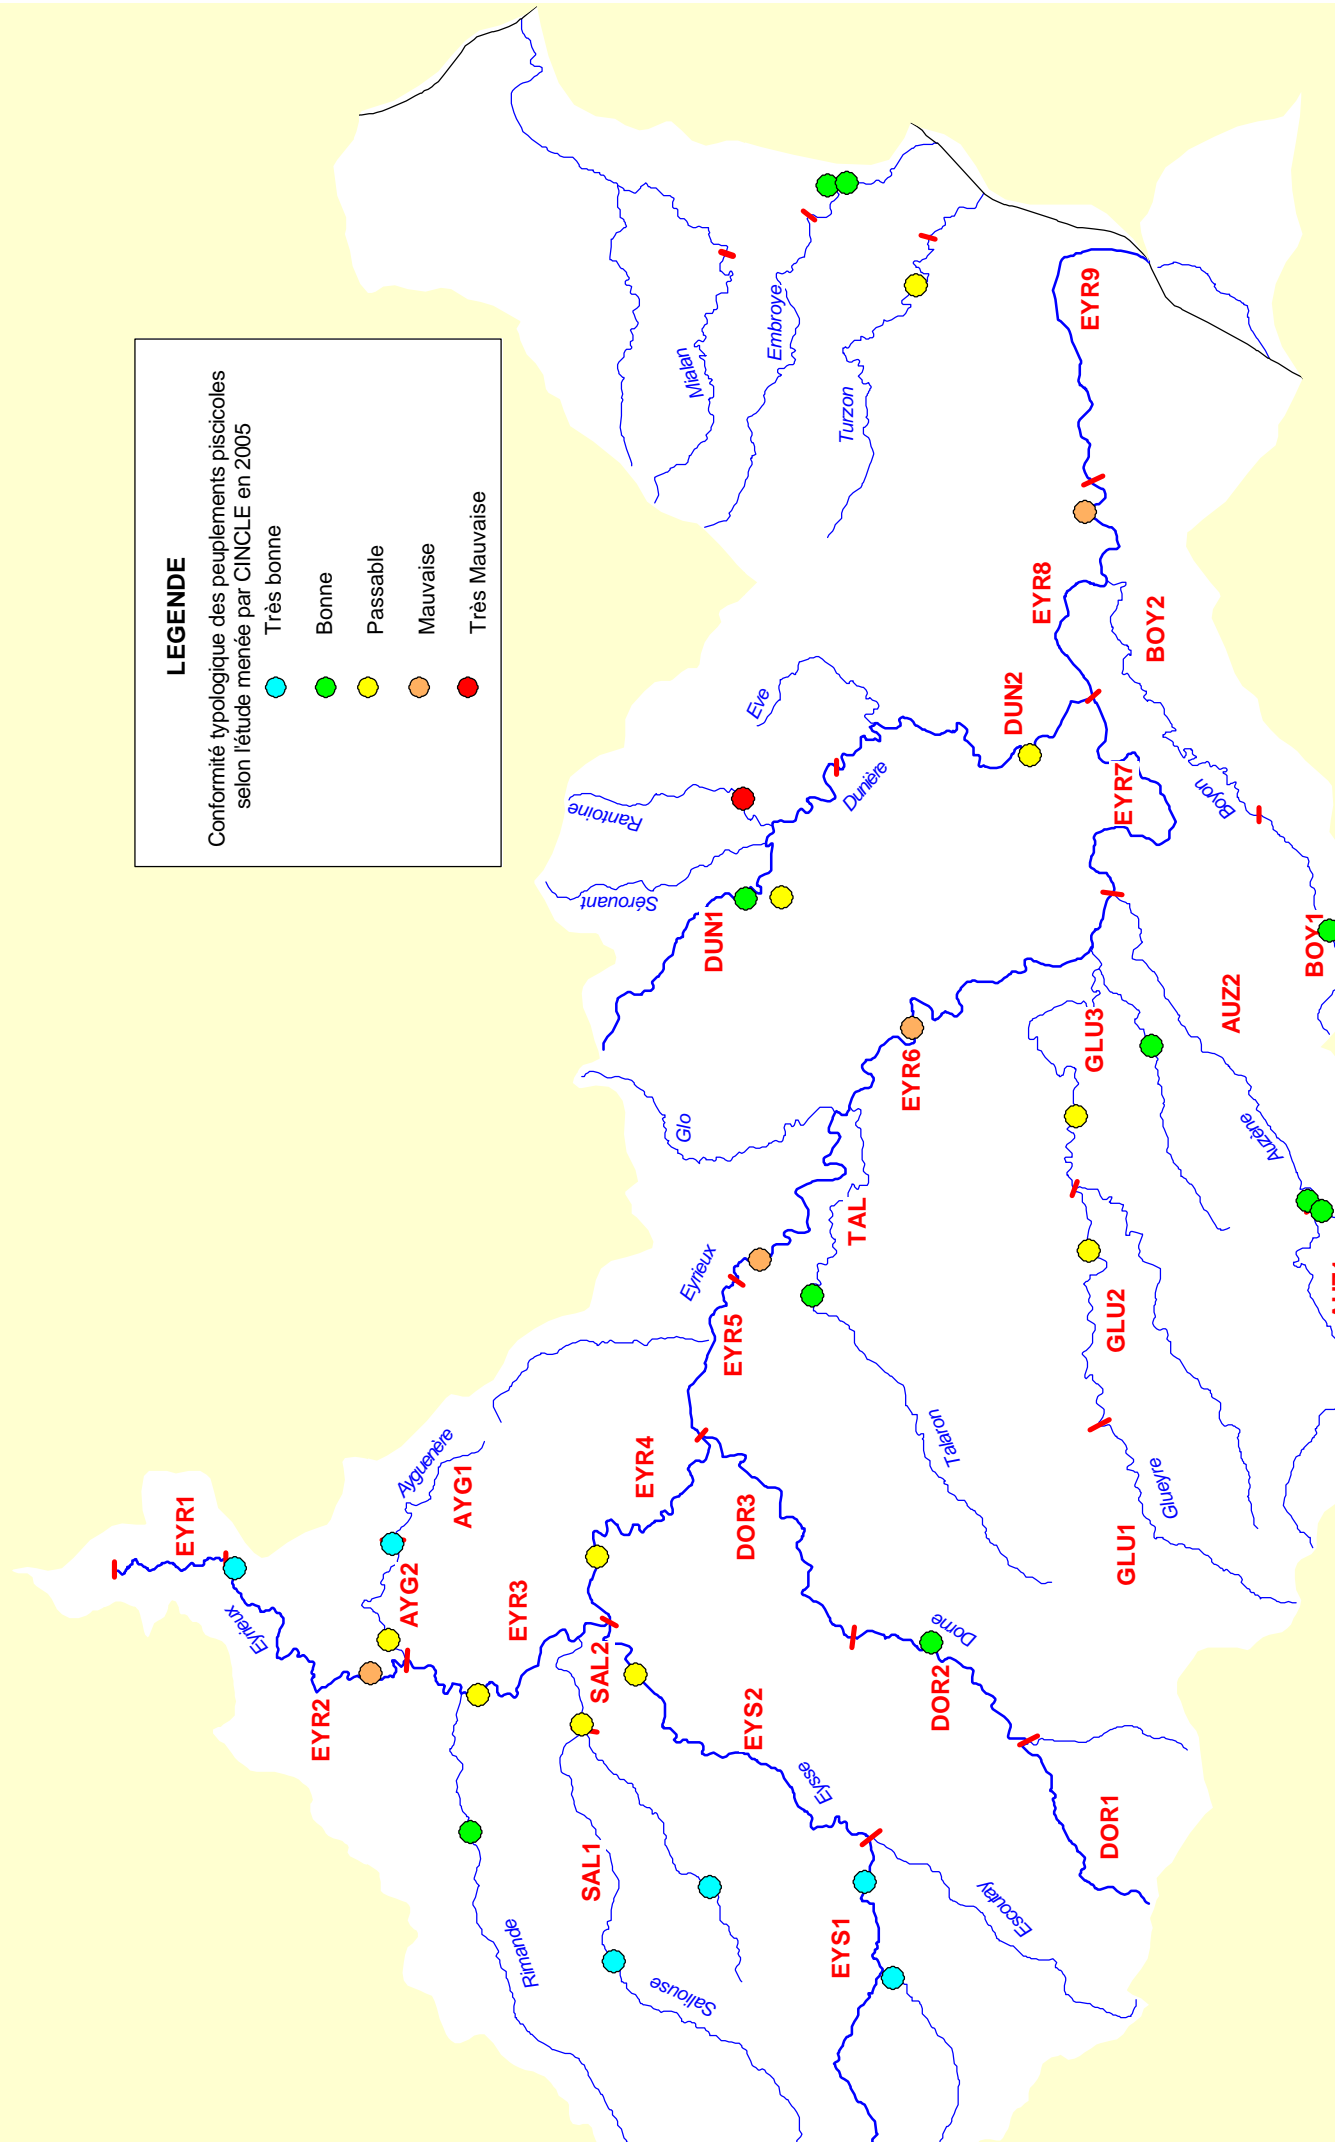 LEGENDE
Conformité typologique des peuplements piscicoles
selon l'étude menée par CINCLE en 2005
Très bonne
Bonne
Passable
Mauvaise
Très Mauvaise
Mialan
Embroye
Turzon
EYR9
EYR8
BOY2
Boyon
BOY1
Eve
DUN2
Dunière
Rantoine
Sérouant
DUN1
EYR7
AUZ2
Auzène
GLU3
EYR6
Glo
TAL
Talaron
GLU2
Glueyre
GLU1
Eyrieux
EYR5
EYR4
DOR3
Dorne
DOR2
DOR1
Ayguenère
AYG1
AYG2
EYR1
Eyrieux
EYR2
EYR3
SAL2
EYS2
Eysse
SAL1
Saliouse
Rimande
EYS1
Escoutay